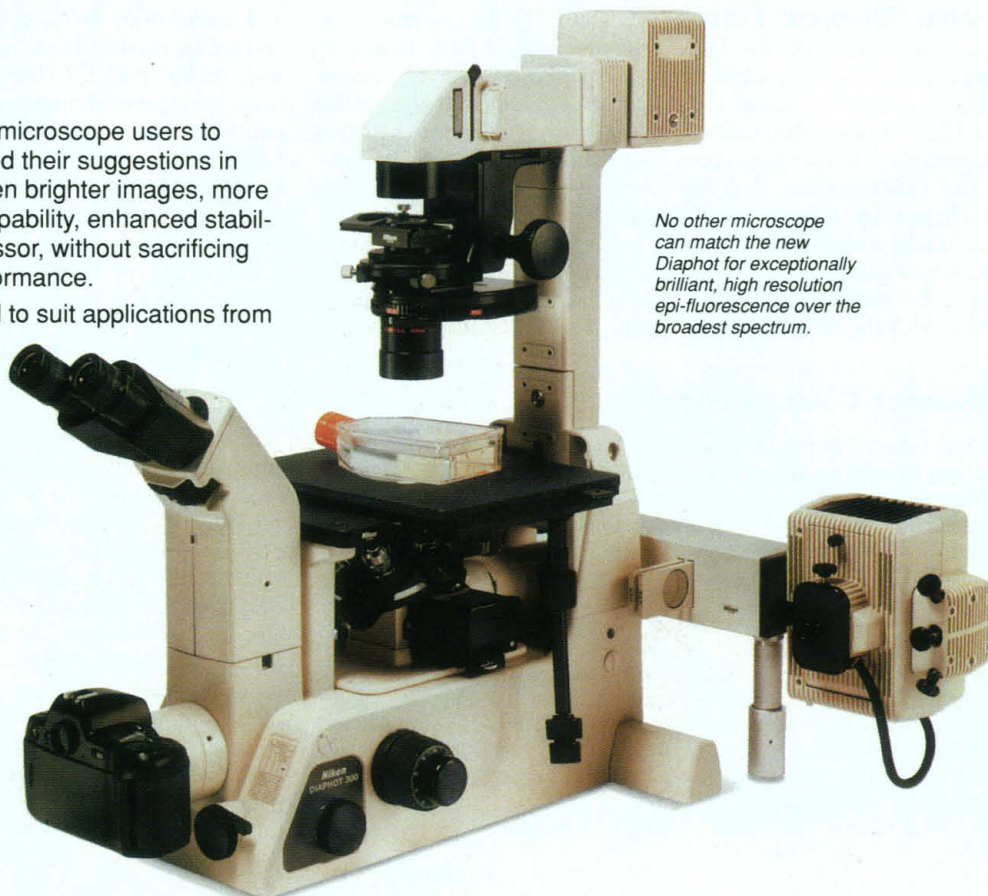 microscope users to
d their suggestions in
en brighter images, more
pability, enhanced stabil-
ssor, without sacrificing
ormance.
l to suit applications from
No other microscope
can match the new
Diaphot for exceptionally
brilliant, high resolution
epi-fluorescence over the
broadest spectrum.
Nikon
DIAPHOT 300